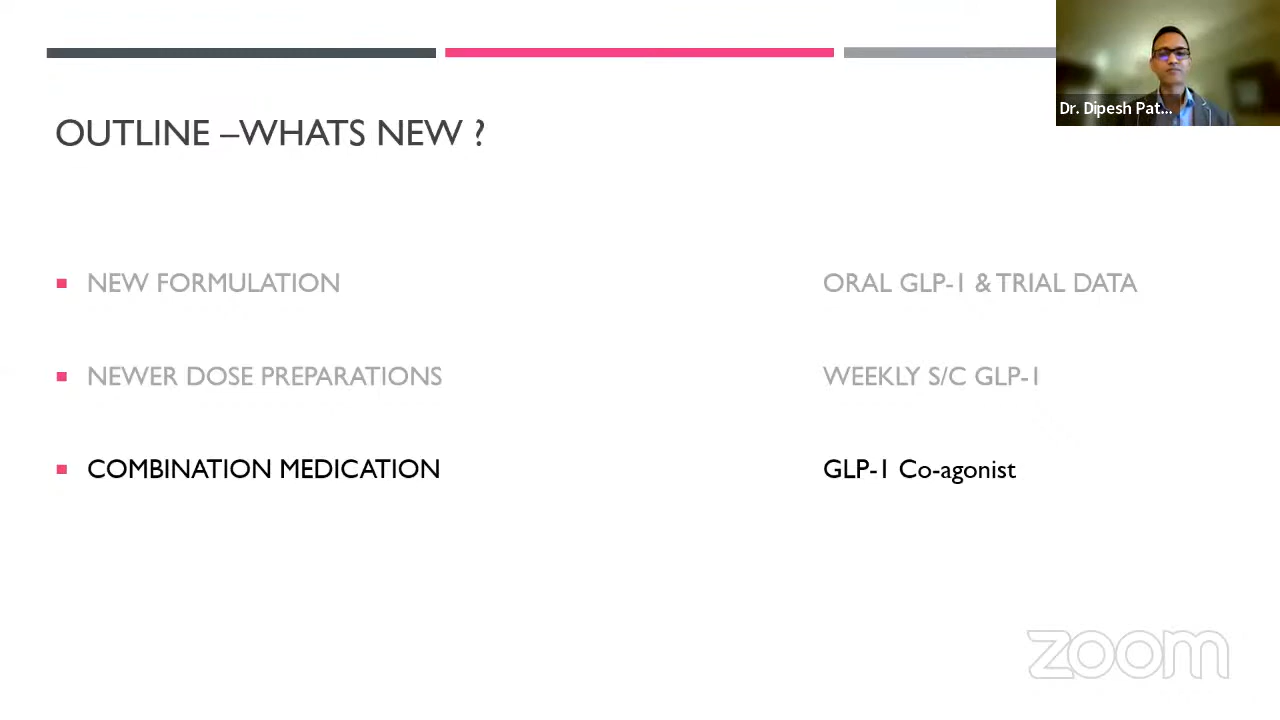 Dr. Dipesh Pat...
OUTLINE –WHATS NEW ?
NEW FORMULATION ORAL GLP-1 & TRIAL DATA
NEWER DOSE PREPARATIONS WEEKLY S/C GLP-1
COMBINATION MEDICATION GLP-1 Co-agonist
zoom